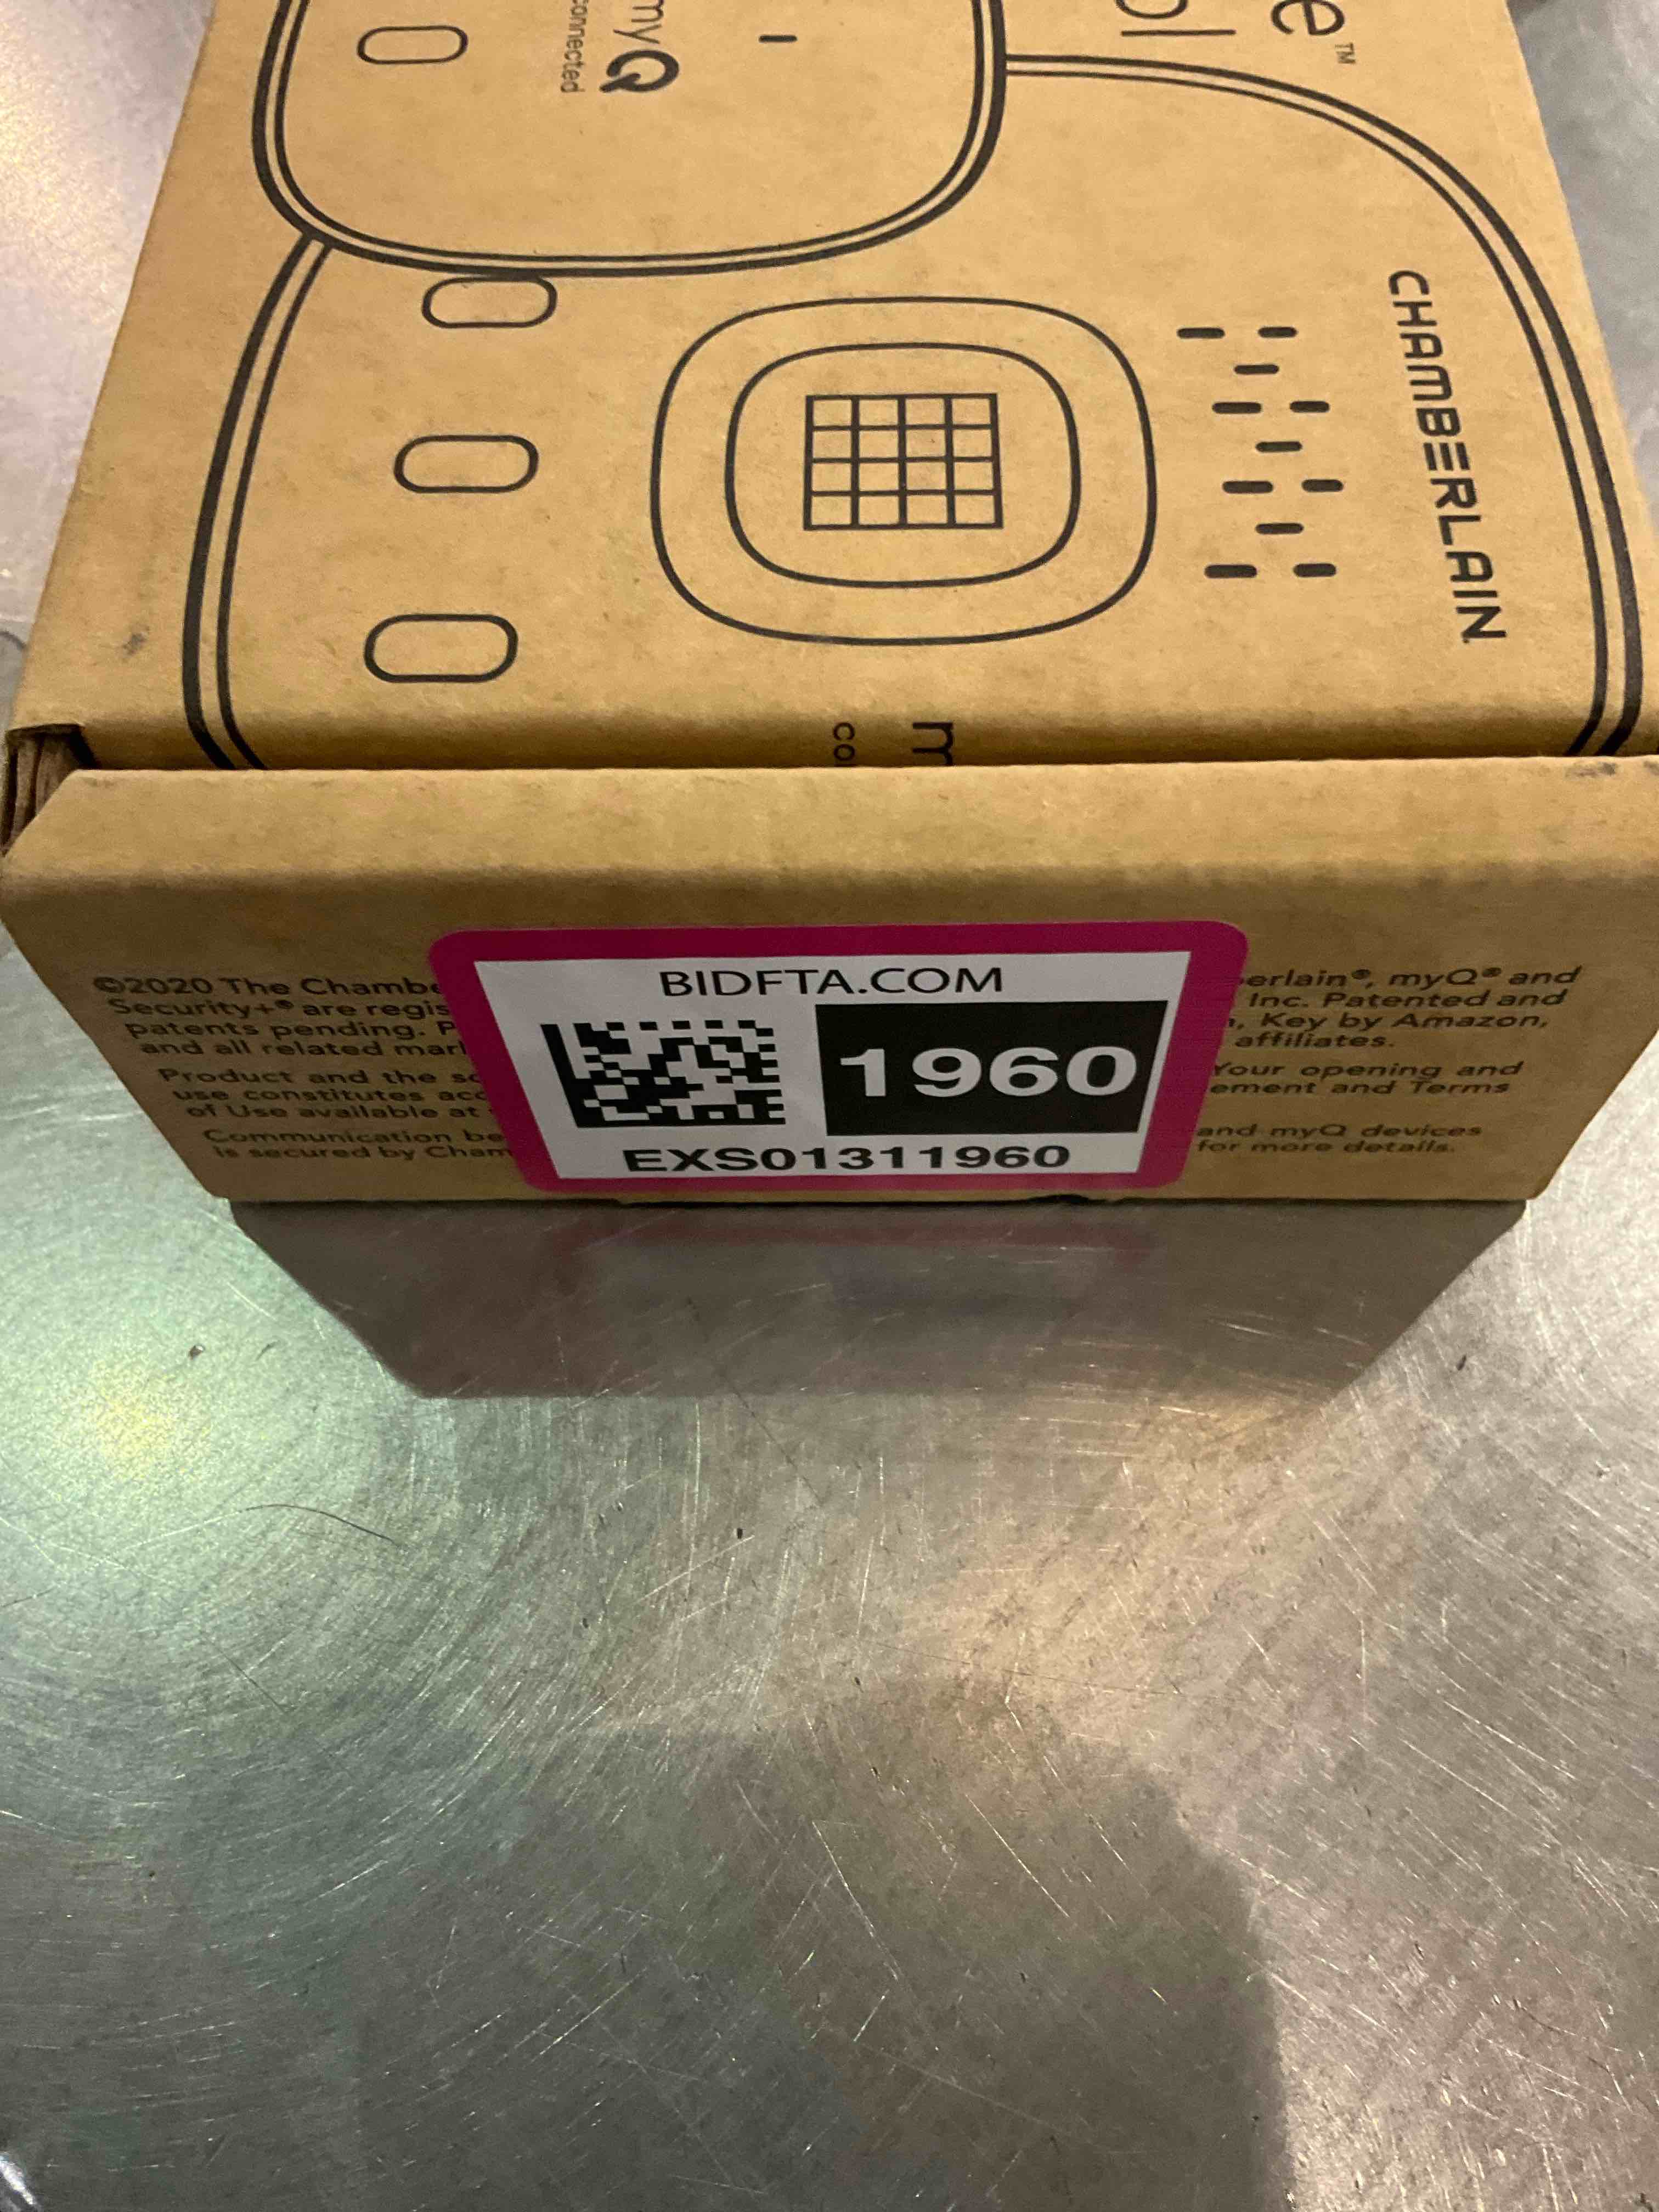 e™
ol
myQ
connected
CHAMBERLAIN
m
co
©2020 The Chambe
Security+® are regis
patents pending. P
and all related mar
Product and the so
use constitutes acc
of Use available at
Communication be
is secured by Cham
BIDFTA.COM
1960
EXS01311960
erlain®, myQ® and
Inc. Patented and
, Key by Amazon,
affiliates.
Your opening and
ement and Terms
and myQ devices
for more details.